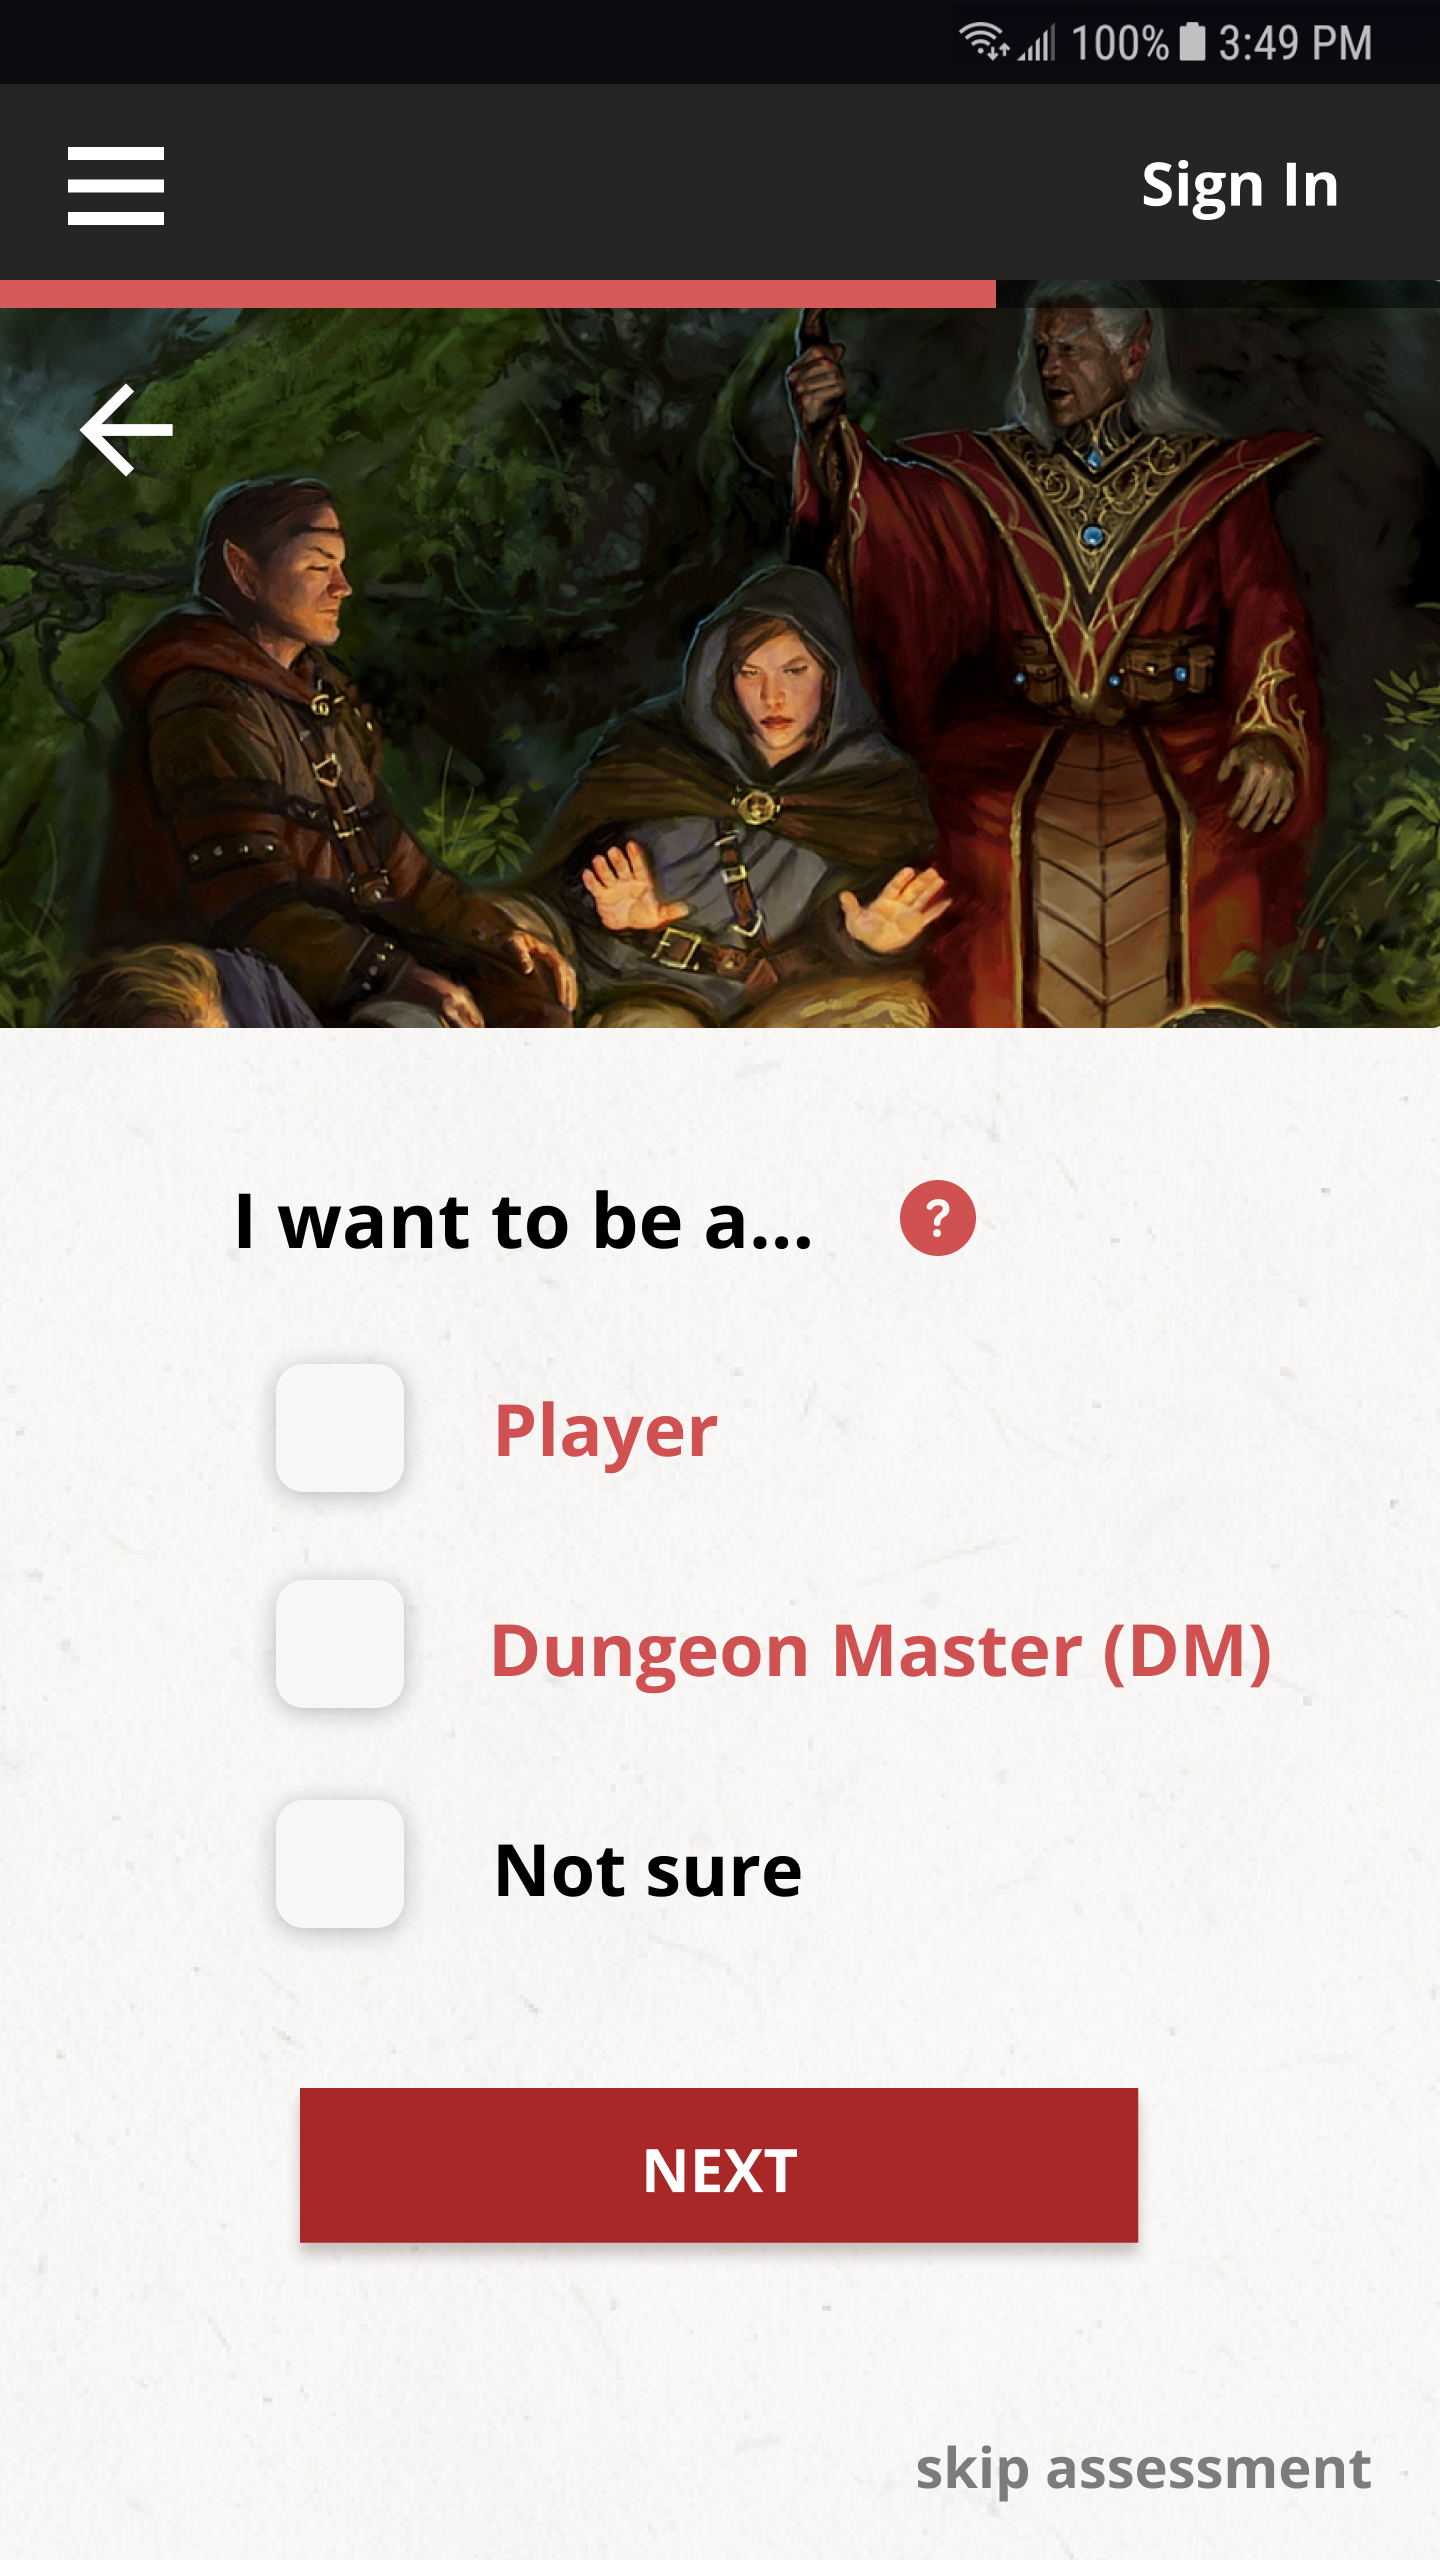 100% 3:49 PM
Sign In
I want to be a... ?
Player
Dungeon Master (DM)
Not sure
NEXT
skip assessment